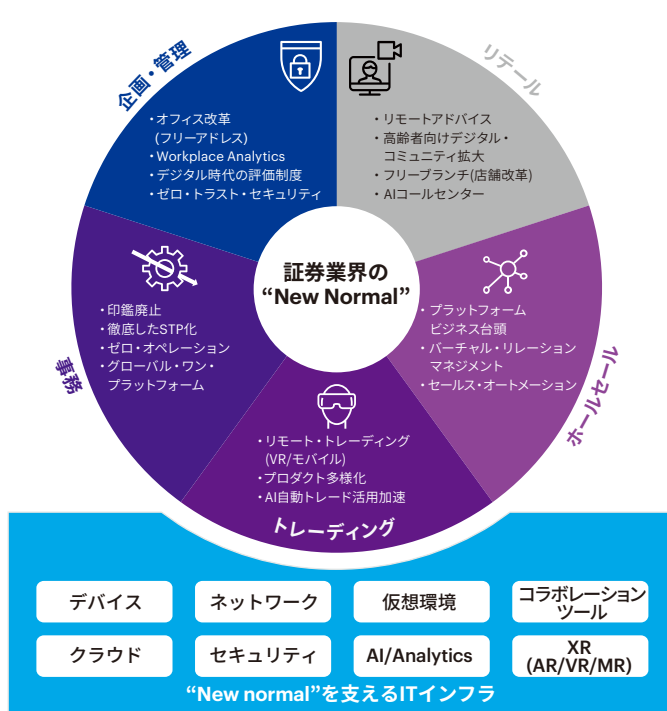 企画・管理
・オフィス改革
(フリーアドレス)
・Workplace Analytics
・デジタル時代の評価制度
・ゼロ・トラスト・セキュリティ
リテール
・リモートアドバイス
・高齢者向けデジタル・
コミュニティ拡大
・フリーブランチ(店舗改革)
・AIコールセンター
証券業界の
“New Normal”
事務
・印鑑廃止
・徹底したSTP化
・ゼロ・オペレーション
・グローバル・ワン・
プラットフォーム
ホールセール
・プラットフォーム
ビジネス台頭
・バーチャル・リレーション
マネジメント
・セールス・オートメーション
・リモート・トレーディング
(VR/モバイル)
・プロダクト多様化
・AI自動トレード活用加速
トレーディング
デバイス
ネットワーク
仮想環境
コラボレーション
ツール
クラウド
セキュリティ
AI/Analytics
XR
(AR/VR/MR)
“New normal”を支えるITインフラ